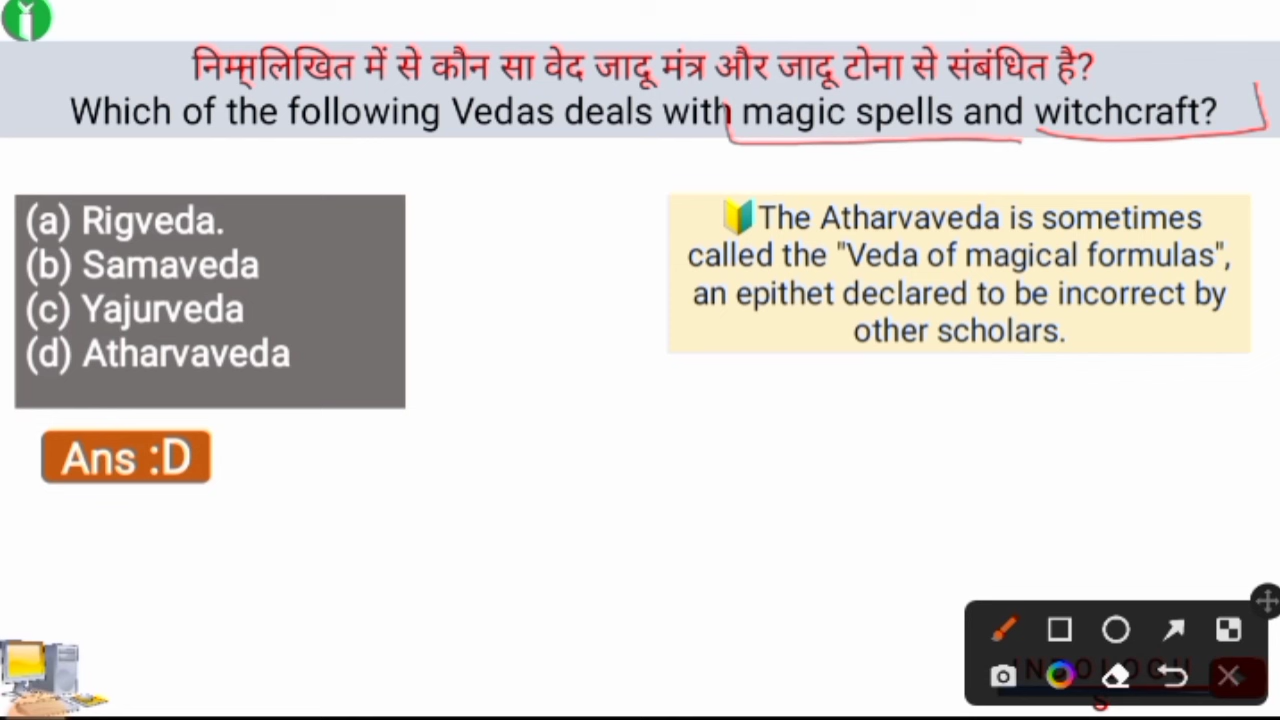 निम्म्लिखित में से कौन सा वेद जादू मंत्र और जादू टोना से संबंधित है?
Which of the following Vedas deals with magic spells and witchcraft?
(a) Rigveda.
(b) Samaveda
(c) Yajurveda
(d) Atharvaveda
Ans :D
The Atharvaveda is sometimes
called the "Veda of magical formulas",
an epithet declared to be incorrect by
other scholars.